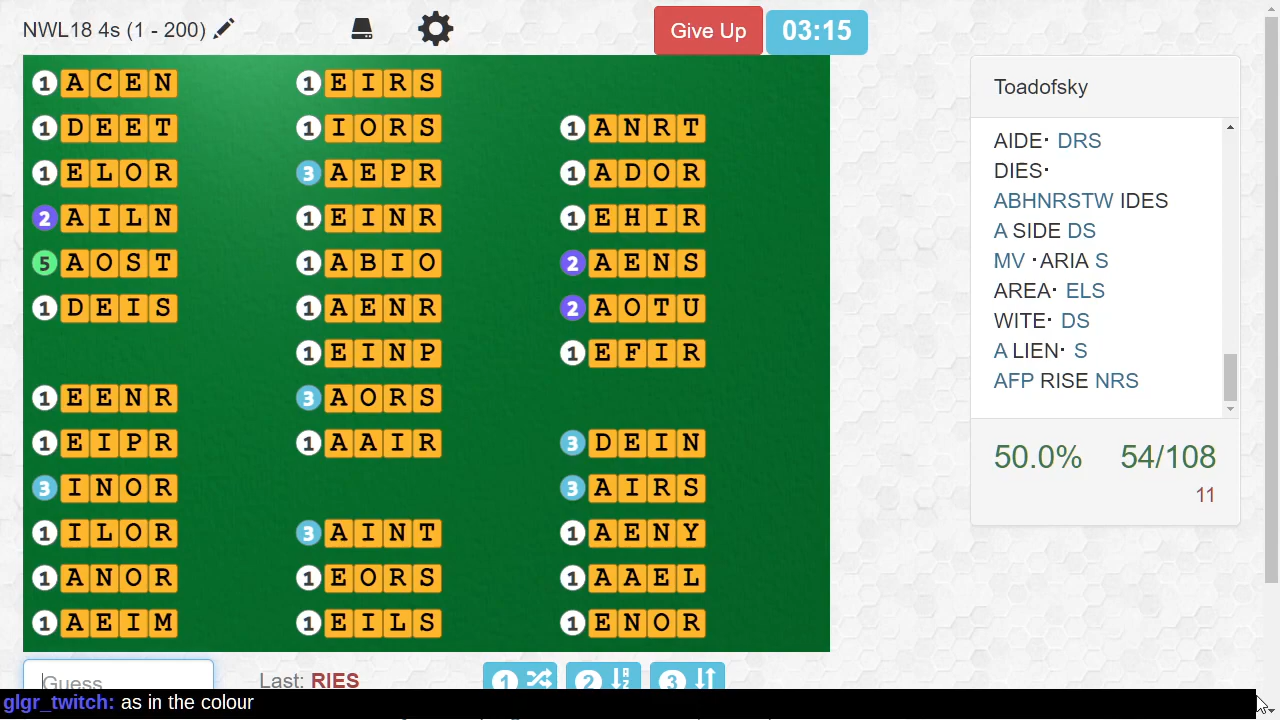 NWL18 4s (1 - 200)
Give Up
03:15
1 ACEN
1 EIRS
1 DEET
1 IORS
1 ANRT
1 ELOR
3 AEPR
1 ADOR
2 AILN
1 EINR
1 EHIR
5 AOST
1 ABIO
2 AENS
1 DEIS
1 AENR
2 AOTU
1 EINP
1 EFIR
1 EENR
3 AORS
1 EIPR
1 AAIR
3 DEIN
3 INOR
3 AIRS
1 ILOR
3 AINT
1 AENY
1 ANOR
1 EORS
1 AAEL
1 AEIM
1 EILS
1 ENOR
Toadofsky
AIDE· DRS
DIES·
ABHNRSTW IDES
A SIDE DS
MV ·ARIA S
AREA· ELS
WITE· DS
A LIEN· S
AFP RISE NRS
50.0% 54/108
11
Guess
Last: RIES
1 2 3
glgr_twitch: as in the colour